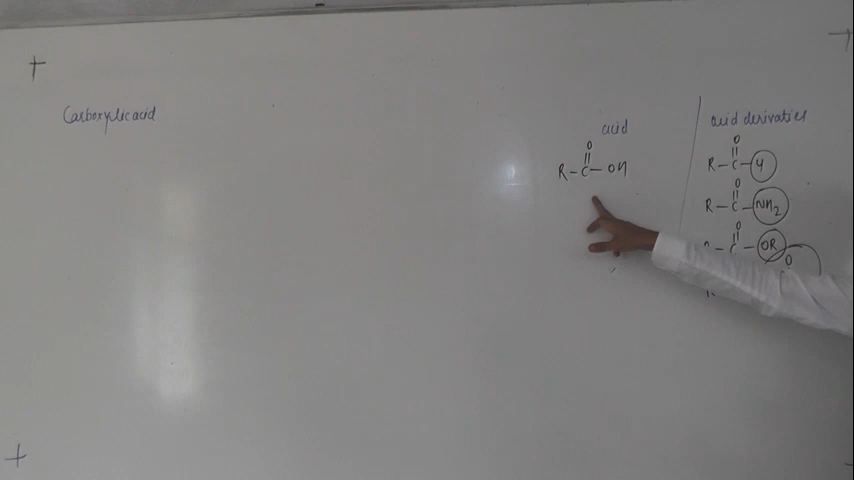 Carboxylic acid
acid
O
||
R-C-OH
acid derivaties
O
||
R-C-Y
O
||
R-C-NH2
O
||
C-OR
O